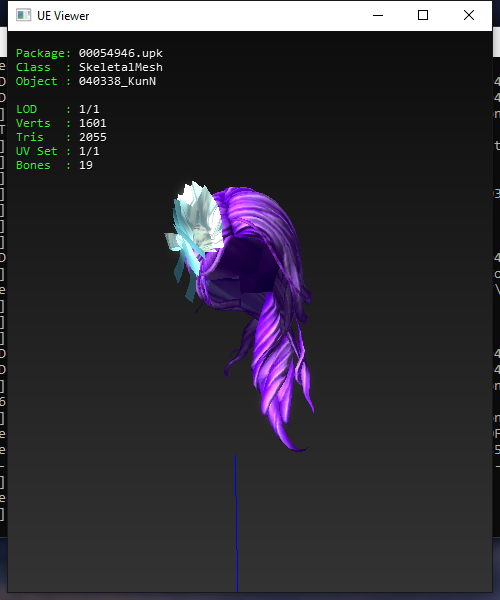 UE Viewer
Package: 00054946.upk
Class : SkeletalMesh
Object : 040338_KunN
LOD : 1/1
Verts : 1601
Tris : 2055
UV Set : 1/1
Bones : 19